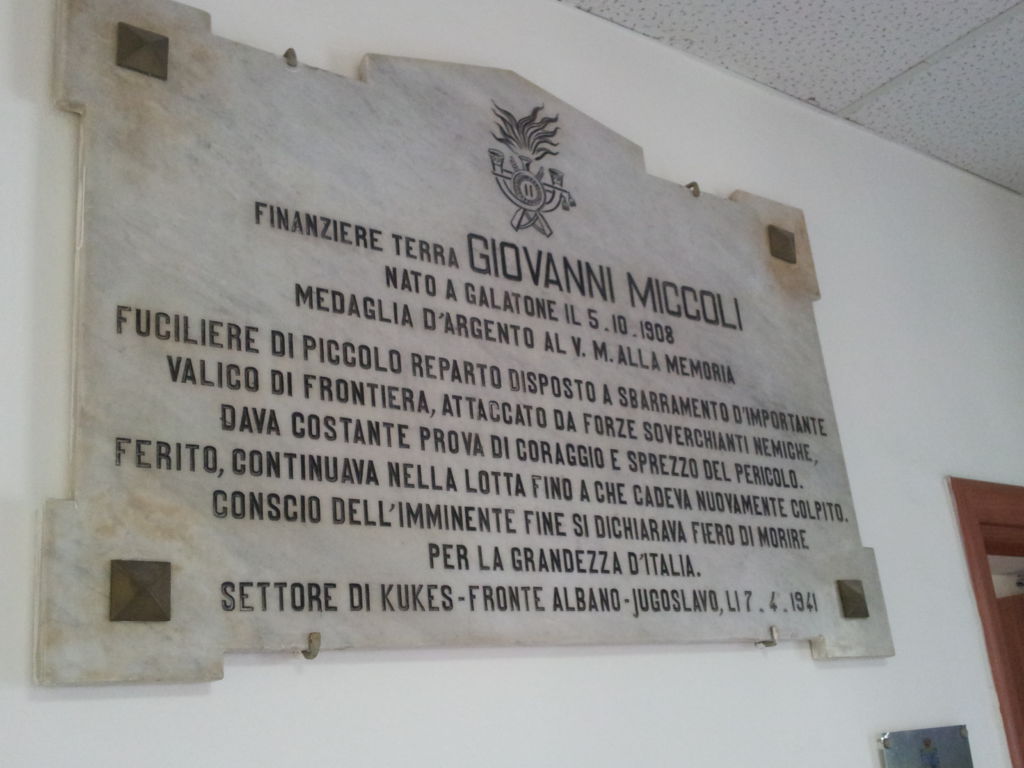 FINANZIERE TERRA GIOVANNI MICCOLI
NATO A GALATONE IL 5.10.1908
MEDAGLIA D'ARGENTO AL V.M. ALLA MEMORIA
FUCILIERE DI PICCOLO REPARTO DISPOSTO A SBARRAMENTO D'IMPORTANTE
VALICO DI FRONTIERA, ATTACCATO DA FORZE SOVERCHIANTI NEMICHE,
DAVA COSTANTE PROVA DI CORAGGIO E SPREZZO DEL PERICOLO.
FERITO, CONTINUAVA NELLA LOTTA FINO A CHE CADEVA NUOVAMENTE COLPITO.
CONSCIO DELL'IMMINENTE FINE SI DICHIARAVA FIERO DI MORIRE
PER LA GRANDEZZA D'ITALIA.
SETTORE DI KUKES-FRONTE ALBANO-JUGOSLAVO, LI 7.4.1941